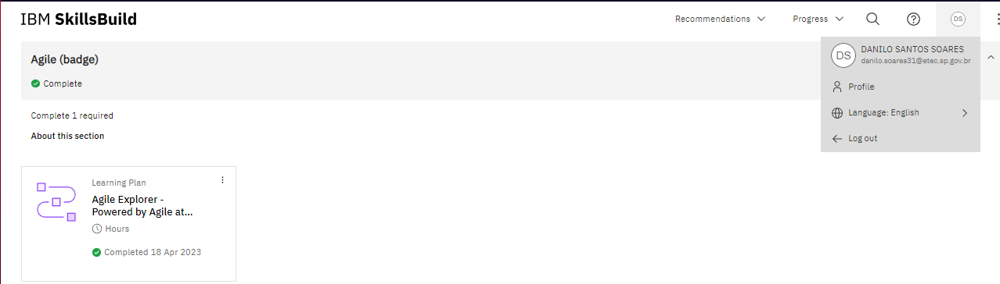 IBM SkillsBuild
Recommendations
Progress
DS
Agile (badge)
Complete
DS
DANILO SANTOS SOARES
danilo.soares31@etec.sp.gov.br
Profile
Language: English
Log out
Complete 1 required
About this section
Learning Plan
Agile Explorer -
Powered by Agile at...
Hours
Completed 18 Apr 2023